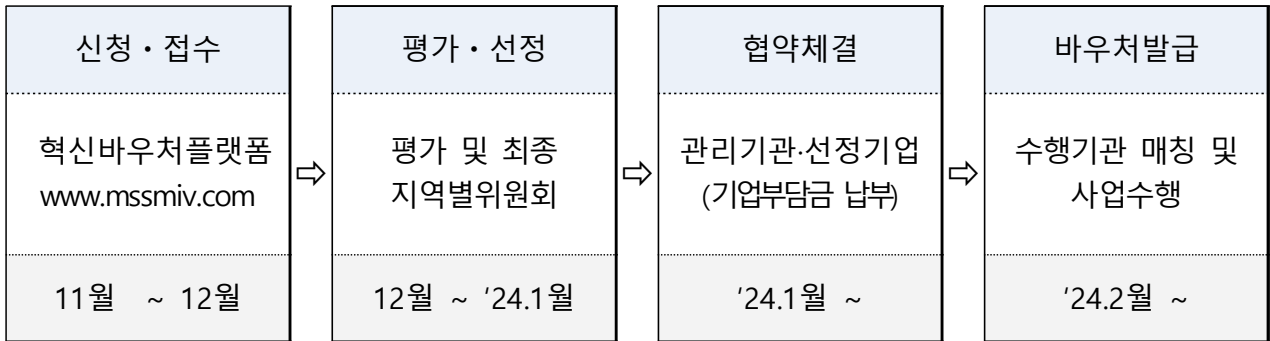 신청・접수
혁신바우처플랫폼
www.mssmiv.com
11월 ~ 12월
⇨
평가・선정
평가 및 최종
지역별위원회
12월 ~ ‘24.1월
⇨
협약체결
관리기관·선정기업
(기업부담금 납부)
‘24.1월 ~
⇨
바우처발급
수행기관 매칭 및
사업수행
‘24.2월 ~